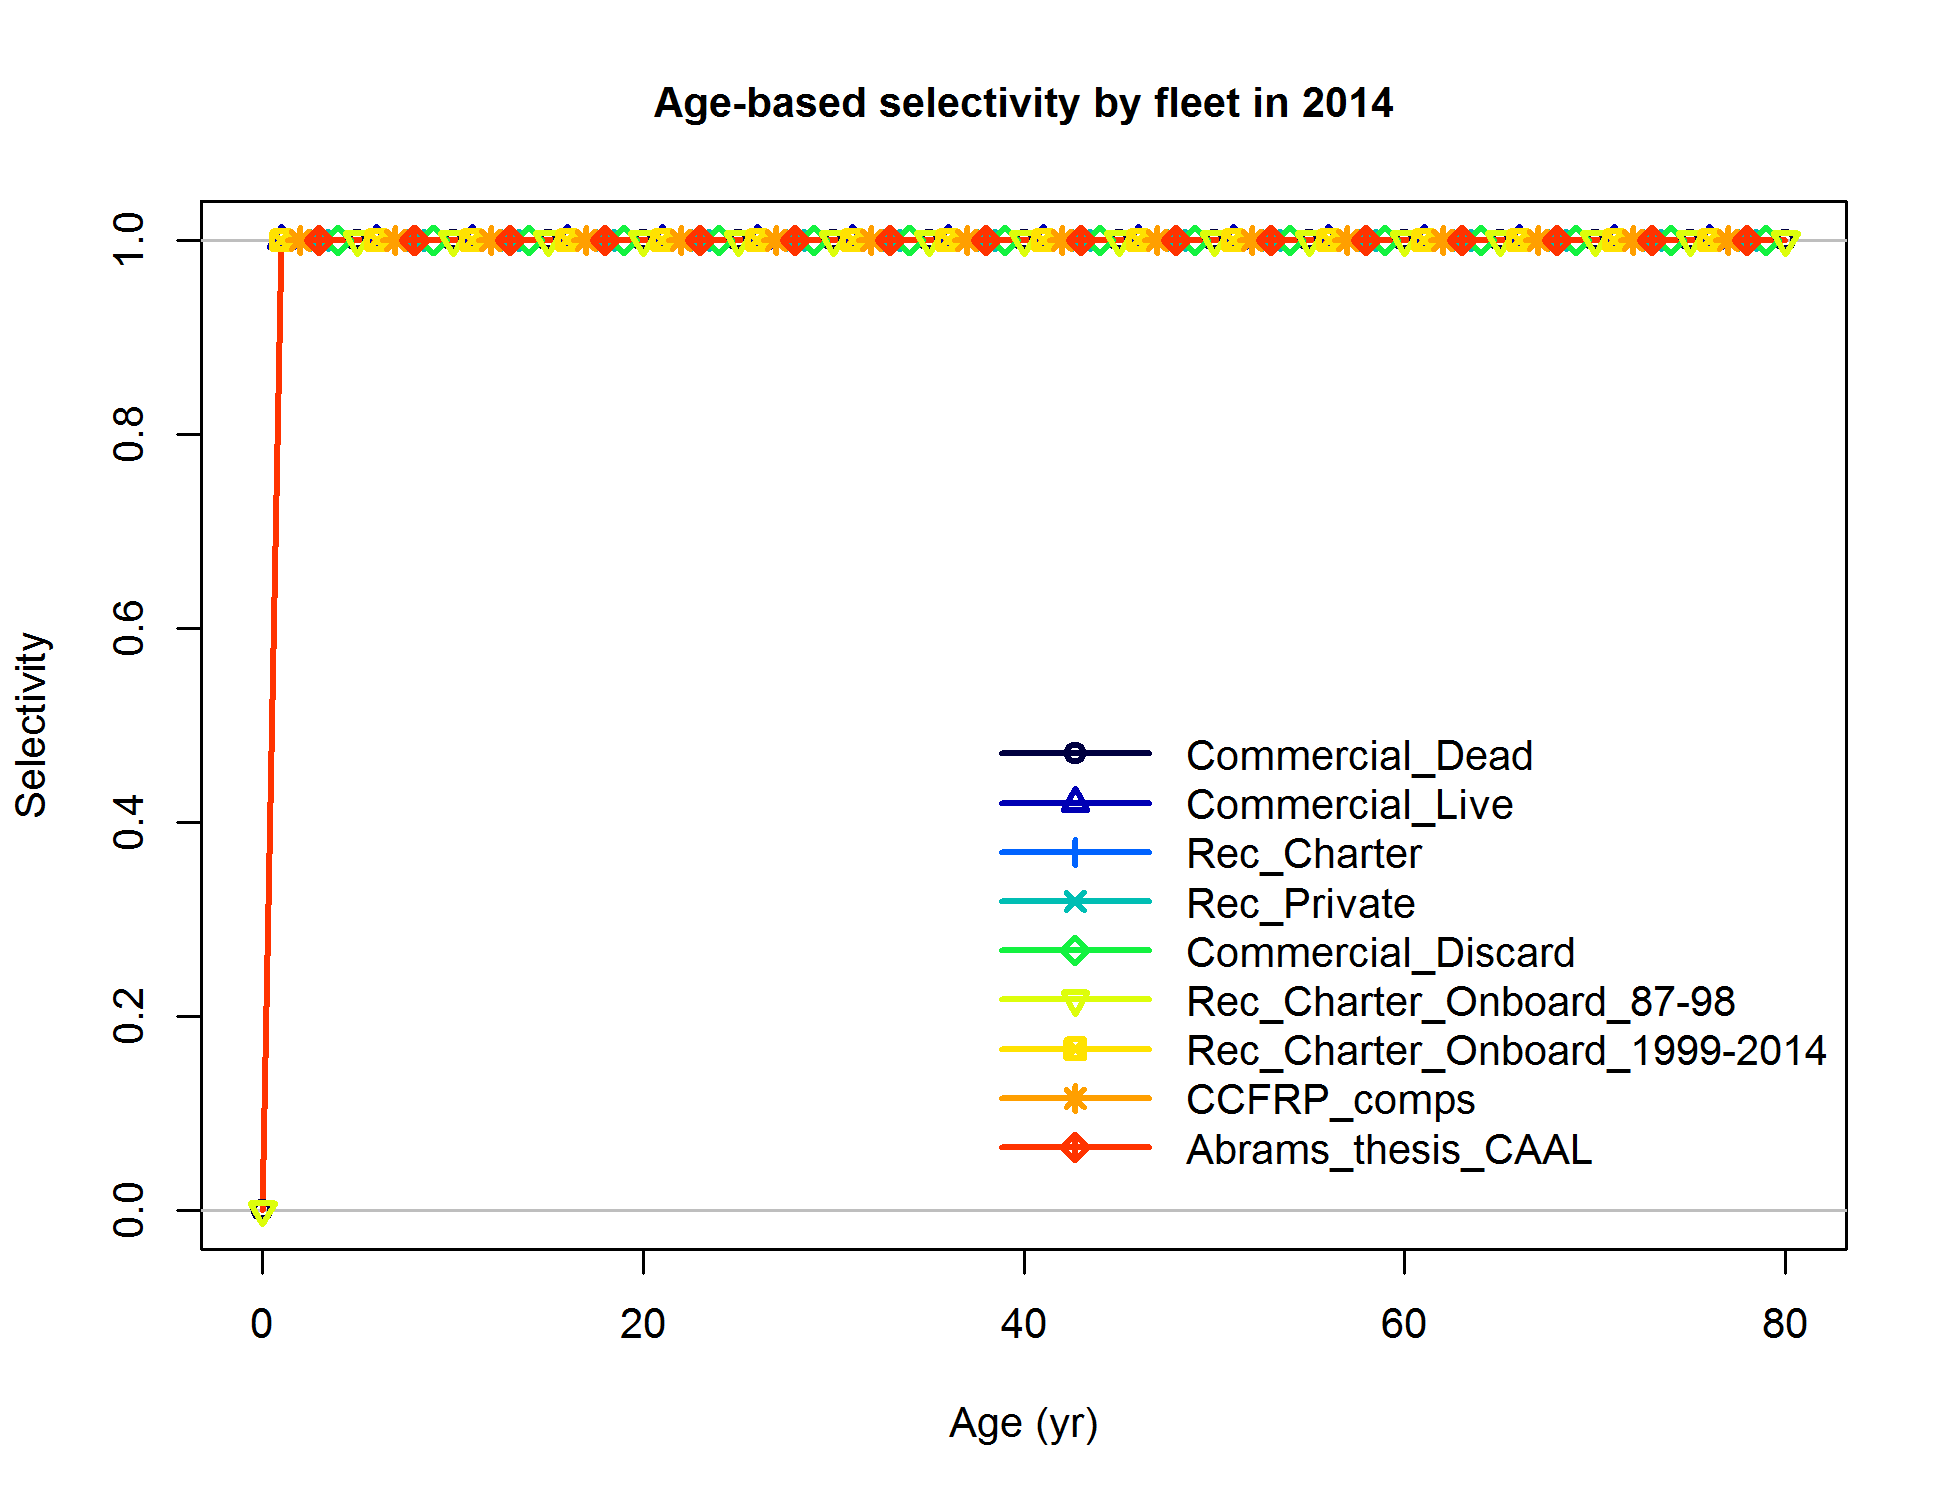 Age-based selectivity by fleet in 2014
Selectivity
1.0
0.8
0.6
0.4
0.2
0.0
Commercial_Dead
Commercial_Live
Rec_Charter
Rec_Private
Commercial_Discard
Rec_Charter_Onboard_87-98
Rec_Charter_Onboard_1999-2014
CCFRP_comps
Abrams_thesis_CAAL
0 20 40 60 80
Age (yr)